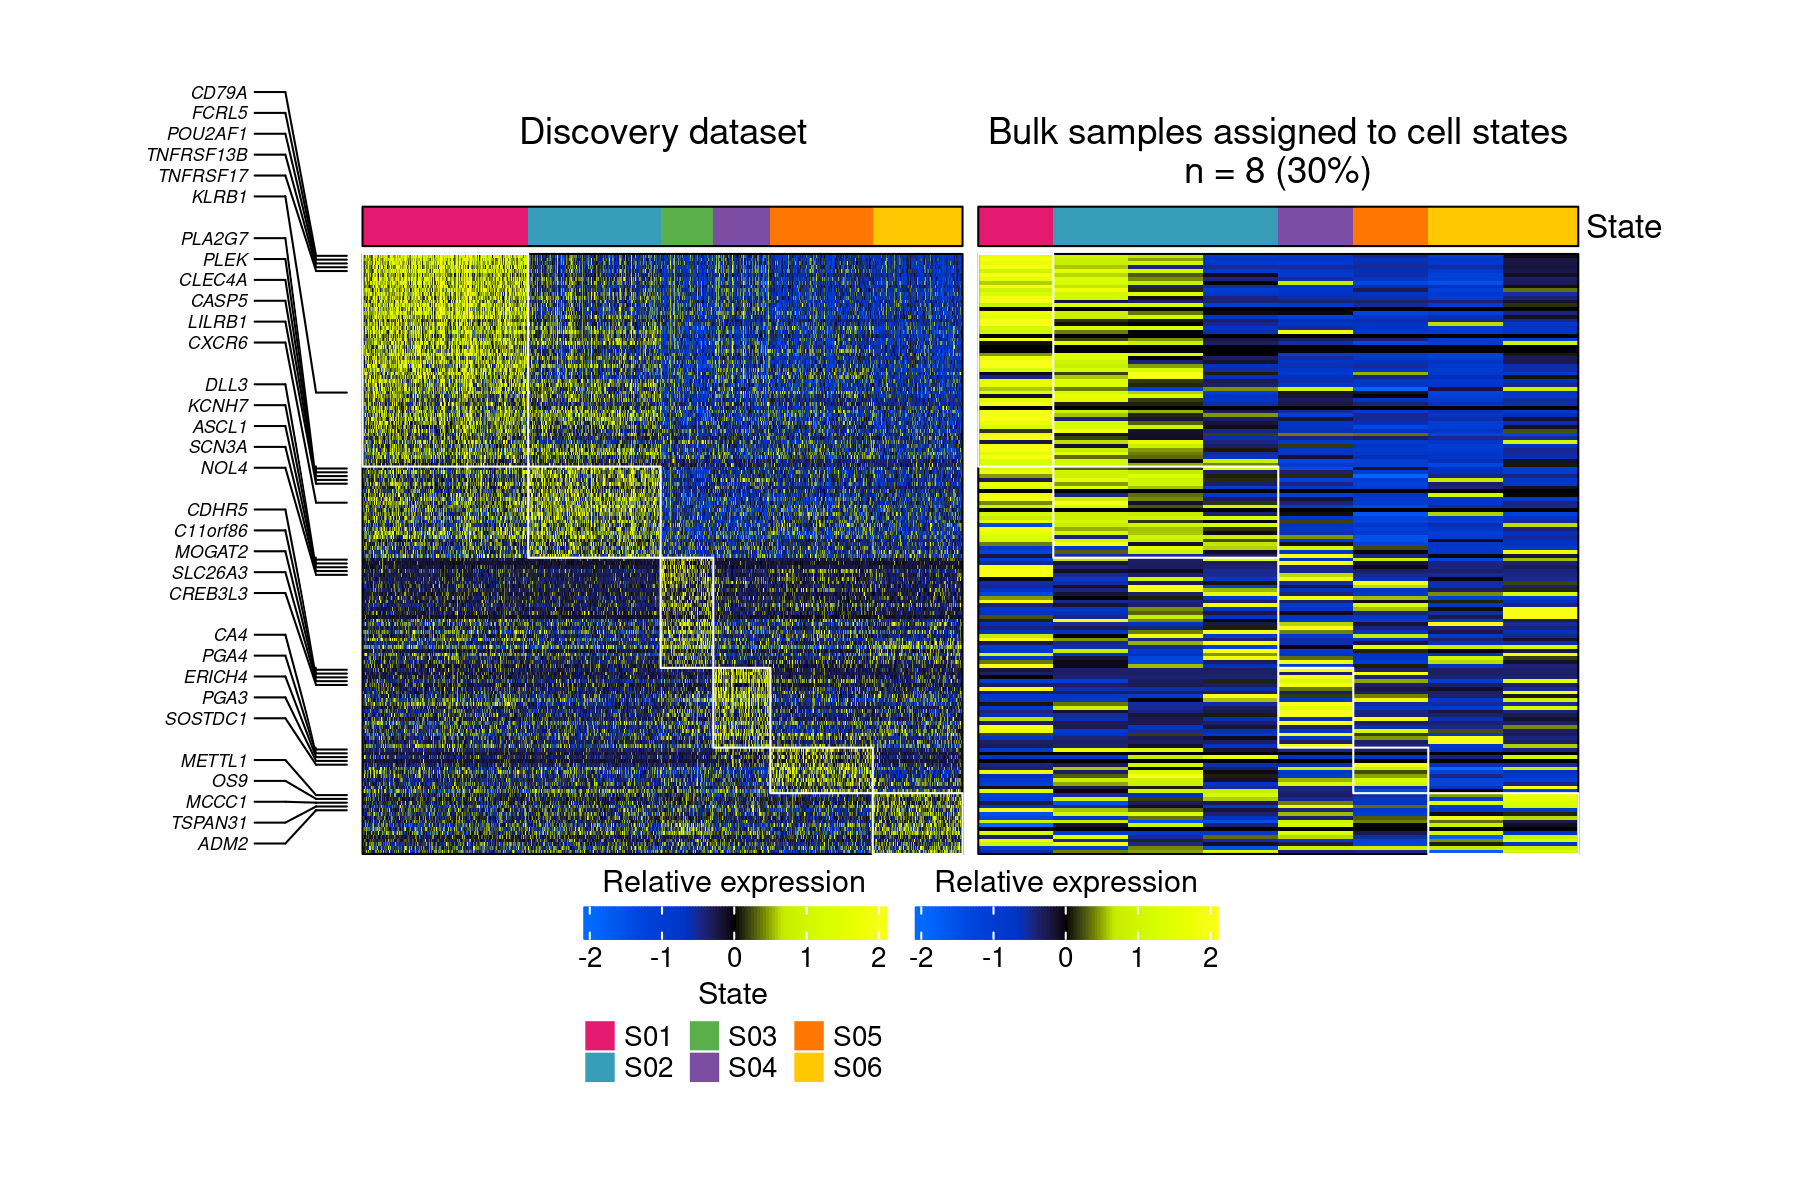 Discovery dataset
Bulk samples assigned to cell states
n = 8 (30%)
State
CD79A
FCRL5
POU2AF1
TNFRSF13B
TNFRSF17
KLRB1
PLA2G7
PLEK
CLEC4A
CASP5
LILRB1
CXCR6
DLL3
KCNH7
ASCL1
SCN3A
NOL4
CDHR5
C11orf86
MOGAT2
SLC26A3
CREB3L3
CA4
PGA4
ERICH4
PGA3
SOSTDC1
METTL1
OS9
MCCC1
TSPAN31
ADM2
Relative expression
-2 -1 0 1 2
Relative expression
-2 -1 0 1 2
State
S01 S03 S05
S02 S04 S06